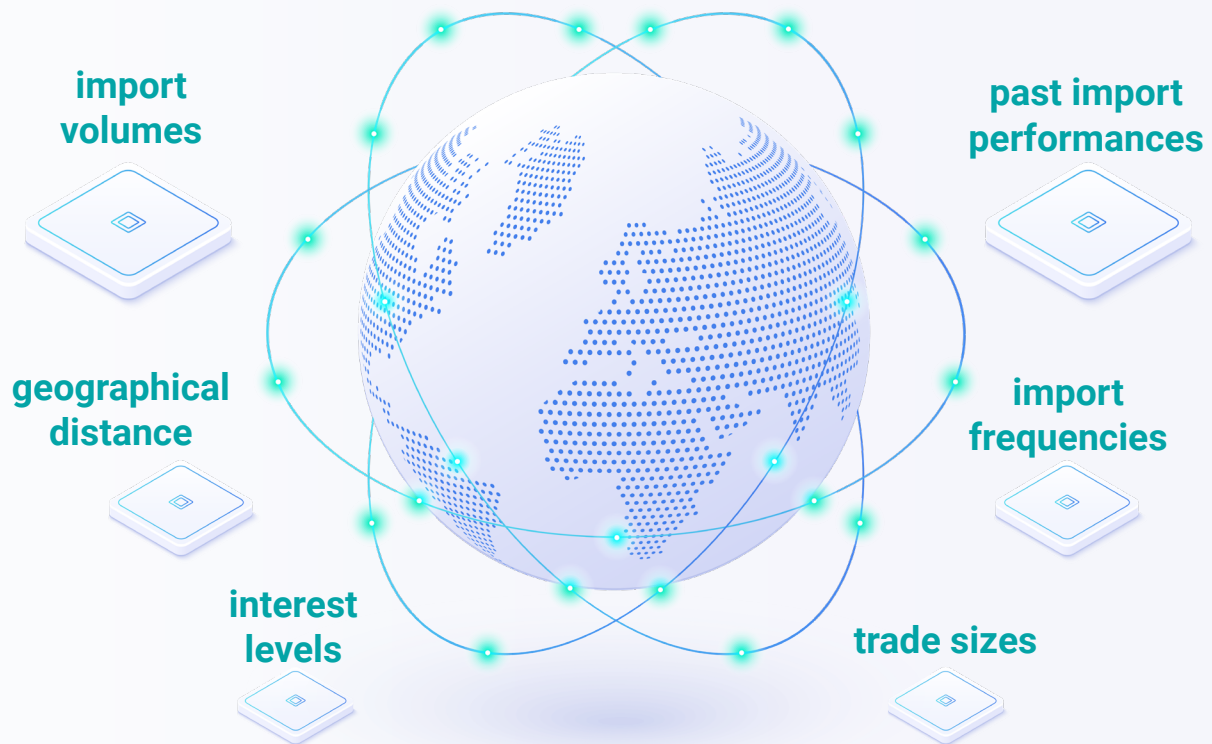 import
volumes
past import
performances
geographical
distance
import
frequencies
interest
levels
trade sizes